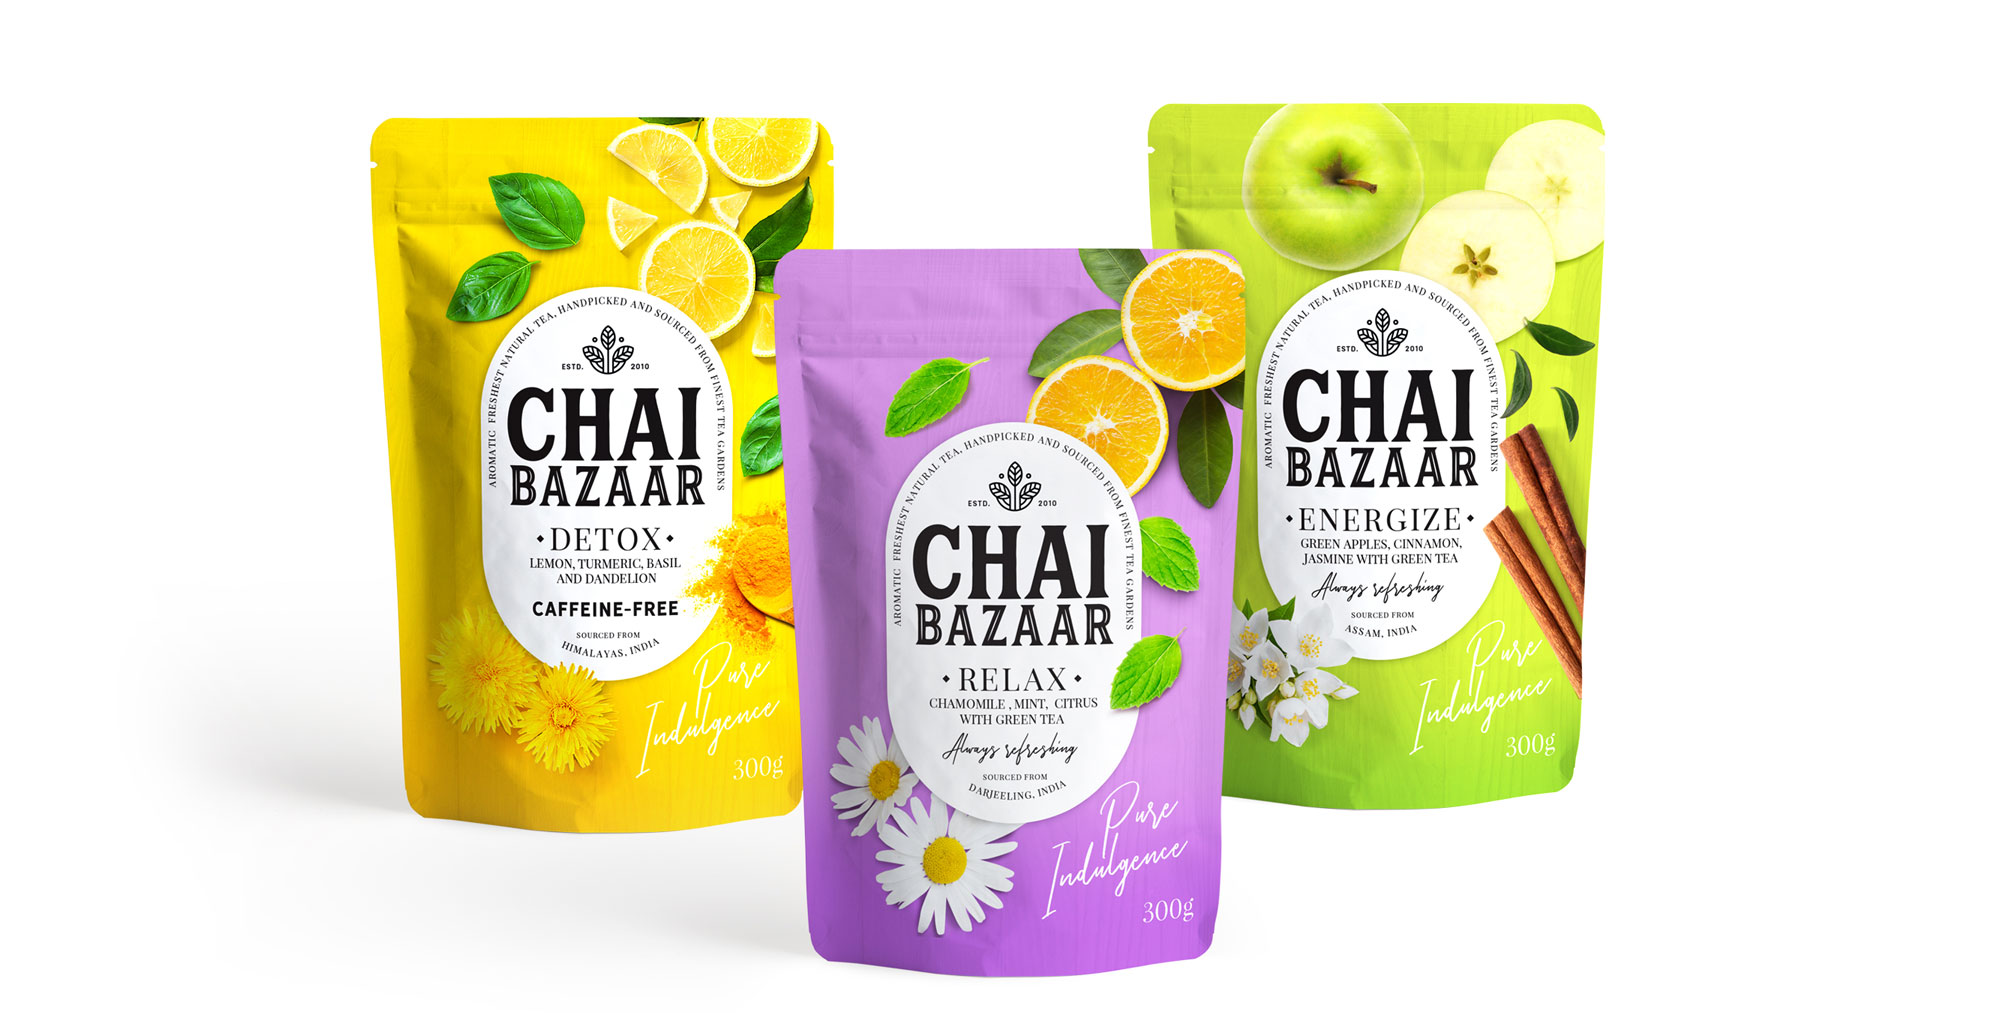 AROMATIC FRESHEST NATURAL TEA, HANDPICKED AND SOURCED FROM FINEST TEA GARDENS
ESTD. 2010
CHAI
BAZAAR
DETOX
LEMON, TURMERIC, BASIL
AND DANDELION
CAFFEINE-FREE
SOURCED FROM
HIMALAYAS, INDIA
Pure
Indulgence
300g
AROMATIC FRESHEST NATURAL TEA, HANDPICKED AND SOURCED FROM FINEST TEA GARDENS
ESTD. 2010
CHAI
BAZAAR
RELAX
CHAMOMILE , MINT, CITRUS
WITH GREEN TEA
Always refreshing
SOURCED FROM
DARJEELING, INDIA
Pure
Indulgence
300g
AROMATIC FRESHEST NATURAL TEA, HANDPICKED AND SOURCED FROM FINEST TEA GARDENS
ESTD. 2010
CHAI
BAZAAR
ENERGIZE
GREEN APPLES, CINNAMON,
JASMINE WITH GREEN TEA
Always refreshing
SOURCED FROM
ASSAM, INDIA
Pure
Indulgence
300g